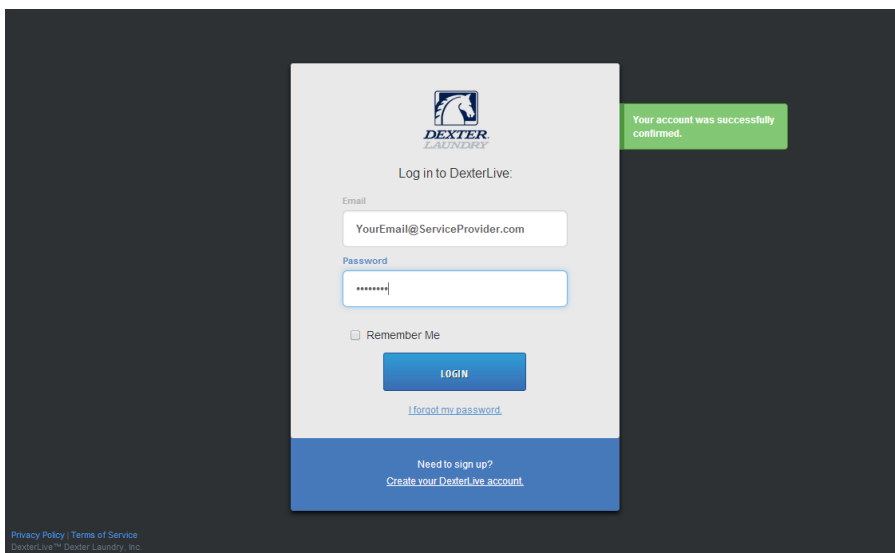 DEXTER
LAUNDRY
Your account was successfully
confirmed.
Log in to DexterLive:
Email
YourEmail@ServiceProvider.com
Password
••••••••
Remember Me
LOGIN
I forgot my password.
Need to sign up?
Create your DexterLive account.
Privacy Policy | Terms of Service
DexterLive™ Dexter Laundry, Inc.